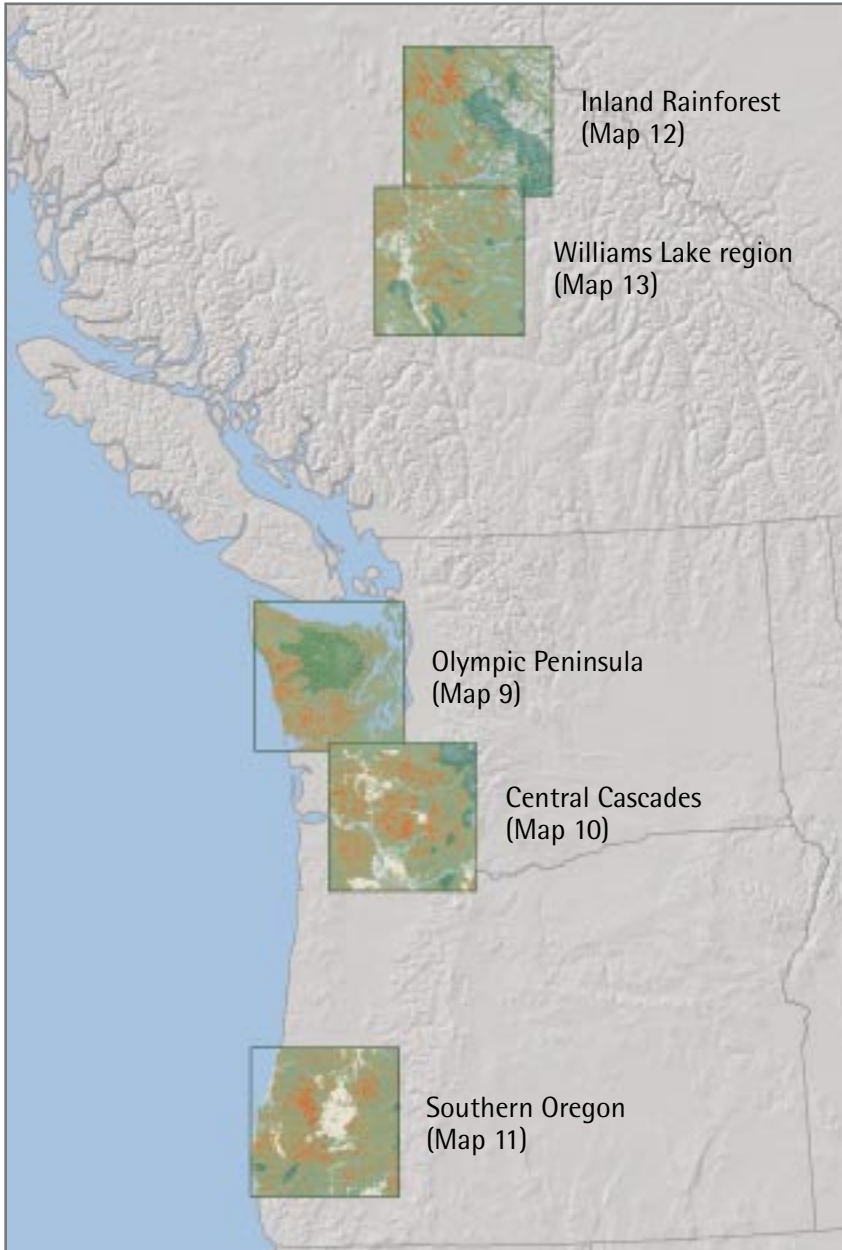 Inland Rainforest
(Map 12)
Williams Lake region
(Map 13)
Olympic Peninsula
(Map 9)
Central Cascades
(Map 10)
Southern Oregon
(Map 11)